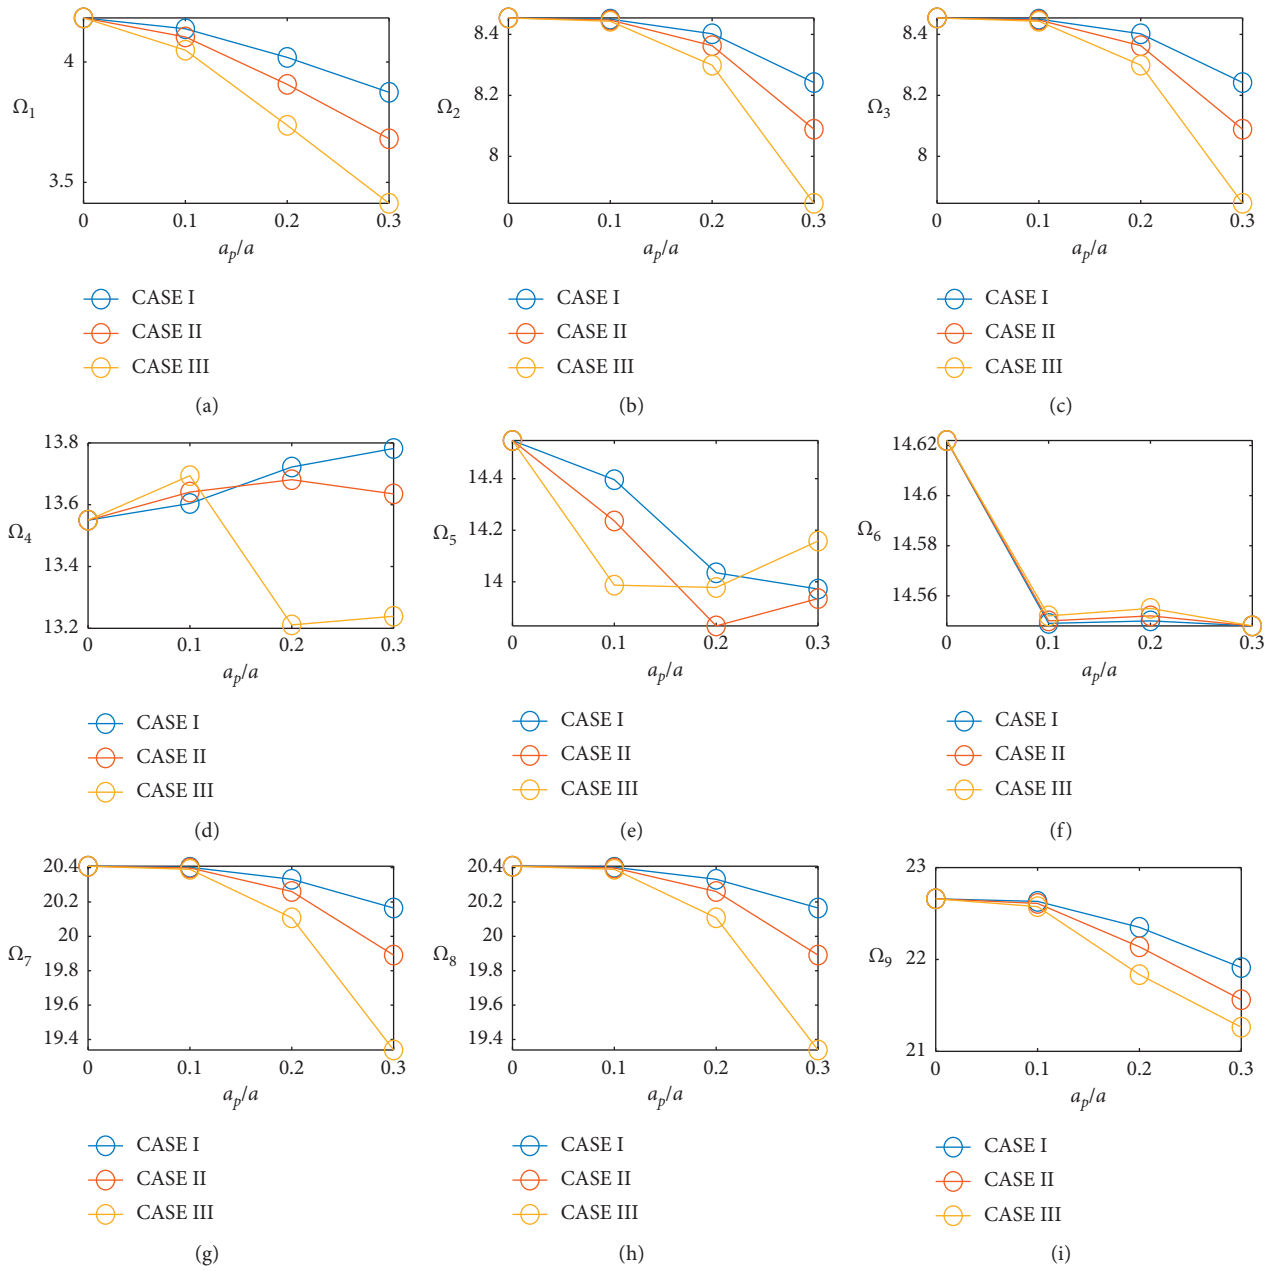 4
3.5
Ω1
0 0.1 0.2 0.3
ap/a
CASE I
CASE II
CASE III
(a)
8.4
8.2
8
Ω2
0 0.1 0.2 0.3
ap/a
CASE I
CASE II
CASE III
(b)
8.4
8.2
8
Ω3
0 0.1 0.2 0.3
ap/a
CASE I
CASE II
CASE III
(c)
13.8
13.6
13.4
13.2
Ω4
0 0.1 0.2 0.3
ap/a
CASE I
CASE II
CASE III
(d)
14.4
14.2
14
Ω5
0 0.1 0.2 0.3
ap/a
CASE I
CASE II
CASE III
(e)
14.62
14.6
14.58
14.56
Ω6
0 0.1 0.2 0.3
ap/a
CASE I
CASE II
CASE III
(f)
20.4
20.2
20
19.8
19.6
19.4
Ω7
0 0.1 0.2 0.3
ap/a
CASE I
CASE II
CASE III
(g)
20.4
20.2
20
19.8
19.6
19.4
Ω8
0 0.1 0.2 0.3
ap/a
CASE I
CASE II
CASE III
(h)
23
22
21
Ω9
0 0.1 0.2 0.3
ap/a
CASE I
CASE II
CASE III
(i)